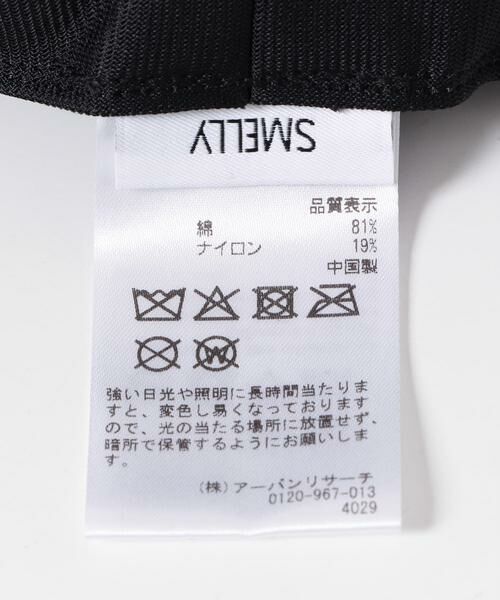 SMELLY
品質表示
綿 81%
ナイロン 19%
中国製
強い日光や照明に長時間当たりま
すと、変色し易くなっております
ので、光の当たる場所に放置せず、
暗所で保管するようにお願いしま
す。
(株)アーバンリサーチ
0120-967-013
4029